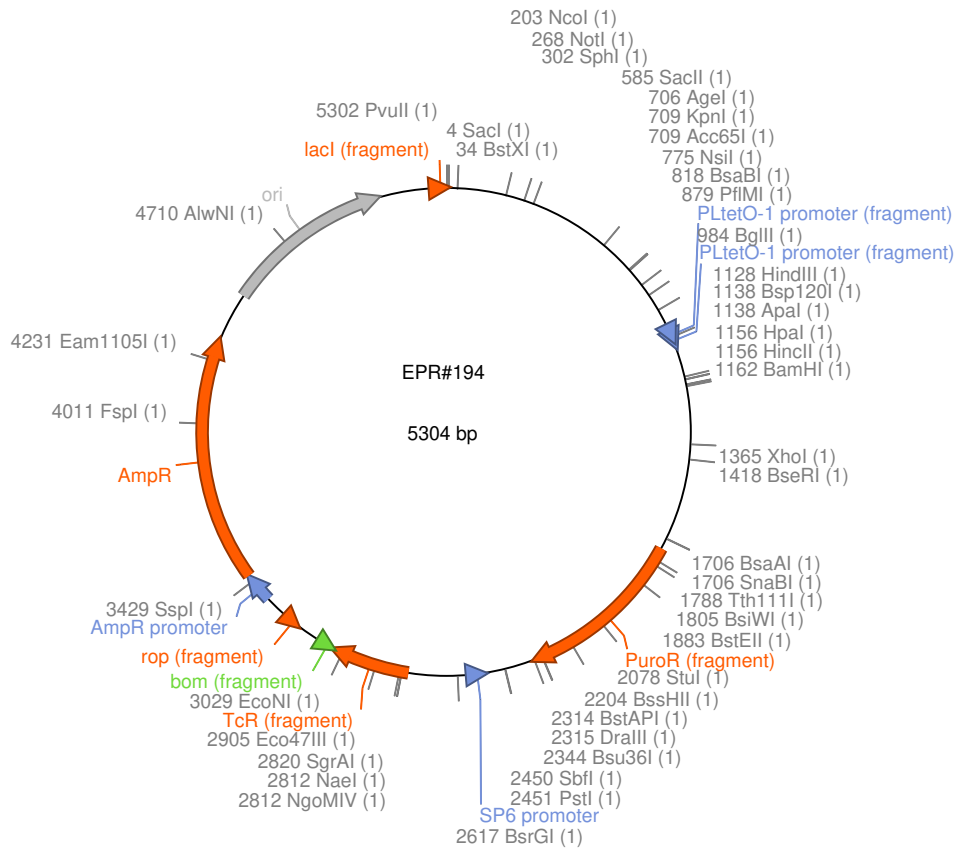 203 NcoI (1)
268 NotI (1)
302 SphI (1)
585 SacII (1)
706 AgeI (1)
709 KpnI (1)
709 Acc65I (1)
775 NsiI (1)
818 BsaBI (1)
879 PflMI (1)
PLtetO-1 promoter (fragment)
984 BglII (1)
PLtetO-1 promoter (fragment)
1128 HindIII (1)
1138 Bsp120I (1)
1138 ApaI (1)
1156 HpaI (1)
1156 HincII (1)
1162 BamHI (1)
1365 XhoI (1)
1418 BseRI (1)
1706 BsaAI (1)
1706 SnaBI (1)
1788 Tth111I (1)
1805 BsiWI (1)
1883 BstEII (1)
PuroR (fragment)
2078 StuI (1)
2204 BssHII (1)
2314 BstAPI (1)
2315 DraIII (1)
2344 Bsu36I (1)
2450 SbfI (1)
2451 PstI (1)
SP6 promoter
2617 BsrGI (1)
5302 PvuII (1)
4 SacI (1)
lacI (fragment)
34 BstXI (1)
ori
4710 AlwNI (1)
4231 Eam1105I (1)
4011 FspI (1)
AmpR
EPR#194
5304 bp
3429 SspI (1)
AmpR promoter
rop (fragment)
bom (fragment)
3029 EcoNI (1)
TcR (fragment)
2905 Eco47III (1)
2820 SgrAI (1)
2812 NaeI (1)
2812 NgoMIV (1)